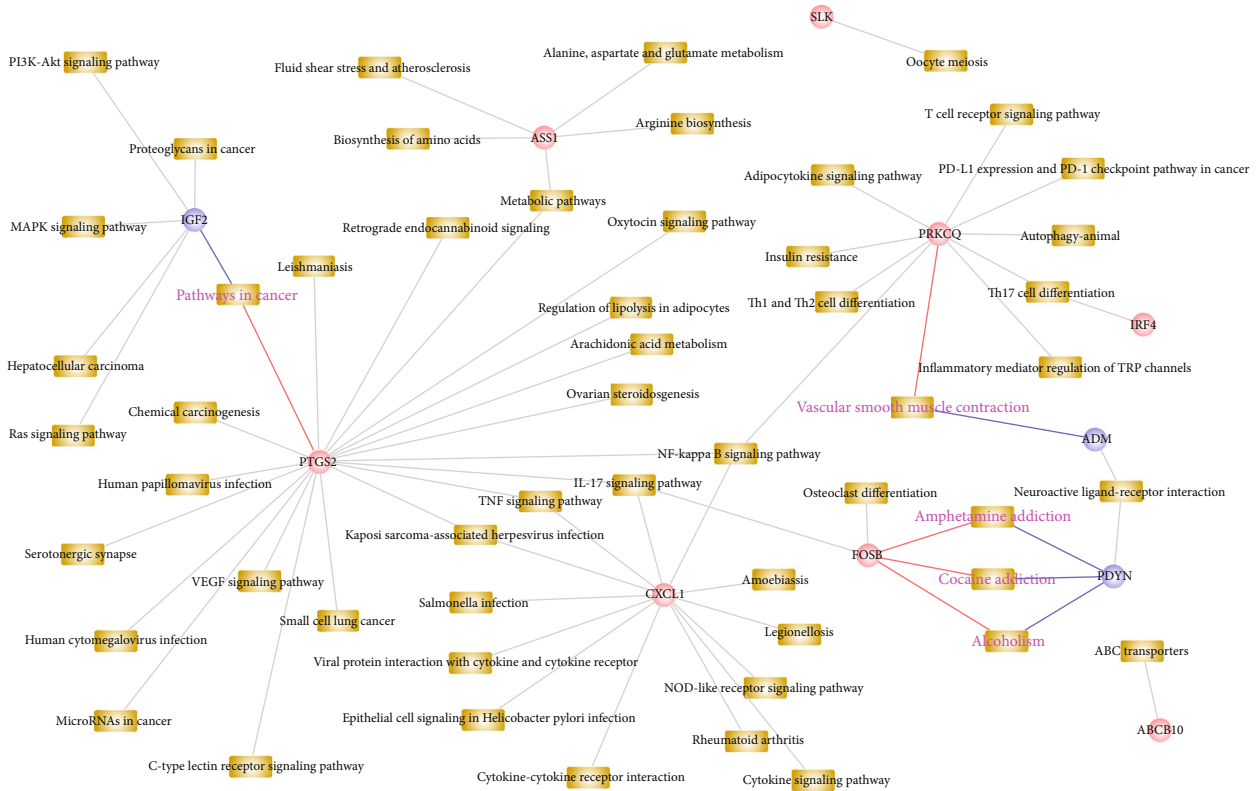 SLK
Alanine, aspartate and glutamate metabolism
PI3K-Akt signaling pathway
Oocyte meiosis
Fluid shear stress and atherosclerosis
T cell receptor signaling pathway
Arginine biosynthesis
ASS1
Biosynthesis of amino acids
Proteoglycans in cancer
PD-L1 expression and PD-1 checkpoint pathway in cancer
Adipocytokine signaling pathway
Metabolic pathways
IGF2
Oxytocin signaling pathway
MAPK signaling pathway
Retrograde endocannabinoid signaling
PRKCQ
Autophagy-animal
Insulin resistance
Leishmaniasis
Pathways in cancer
Th17 cell differentiation
Th1 and Th2 cell differentiation
Regulation of lipolysis in adipocytes
IRF4
Arachidonic acid metabolism
Hepatocellular carcinoma
Inflammatory mediator regulation of TRP channels
Ovarian steroidosgenesis
Vascular smooth muscle contraction
Chemical carcinogenesis
Ras signaling pathway
ADM
NF-kappa B signaling pathway
PTGS2
Human papillomavirus infection
IL-17 signaling pathway
Osteoclast differentiation
Neuroactive ligand-receptor interaction
TNF signaling pathway
Amphetamine addiction
Kaposi sarcoma-associated herpesvirus infection
Serotonergic synapse
FOSB
PDYN
Cocaine addiction
VEGF signaling pathway
Amoebiassis
CXCL1
Salmonella infection
Small cell lung cancer
Legionellosis
Human cytomegalovirus infection
Alcoholism
ABC transporters
Viral protein interaction with cytokine and cytokine receptor
NOD-like receptor signaling pathway
MicroRNAs in cancer
Epithelial cell signaling in Helicobacter pylori infection
ABCB10
Rheumatoid arthritis
C-type lectin receptor signaling pathway
Cytokine-cytokine receptor interaction
Cytokine signaling pathway